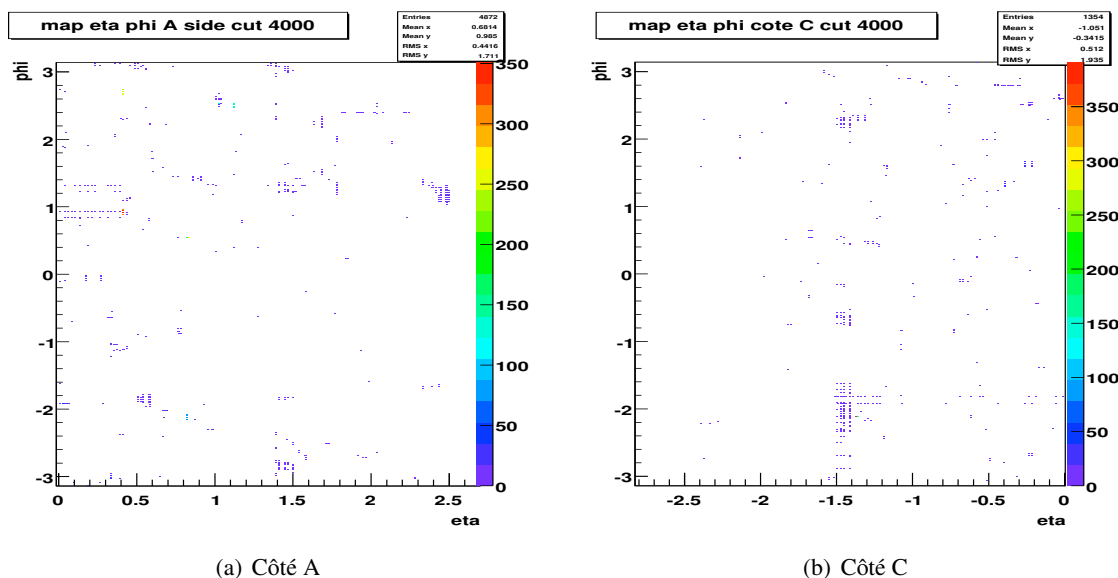 map eta phi A side cut 4000
Entries 4872
Mean x 0.6814
Mean y 0.985
RMS x 0.4416
RMS y 1.711
phi
3
2
1
0
-1
-2
-3
0 0.5 1 1.5 2 2.5
eta
350
300
250
200
150
100
50
0
(a) Côté A
map eta phi cote C cut 4000
Entries 1354
Mean x -1.051
Mean y -0.3415
RMS x 0.512
RMS y 1.935
phi
3
2
1
0
-1
-2
-3
-2.5 -2 -1.5 -1 -0.5 0
eta
350
300
250
200
150
100
50
0
(b) Côté C